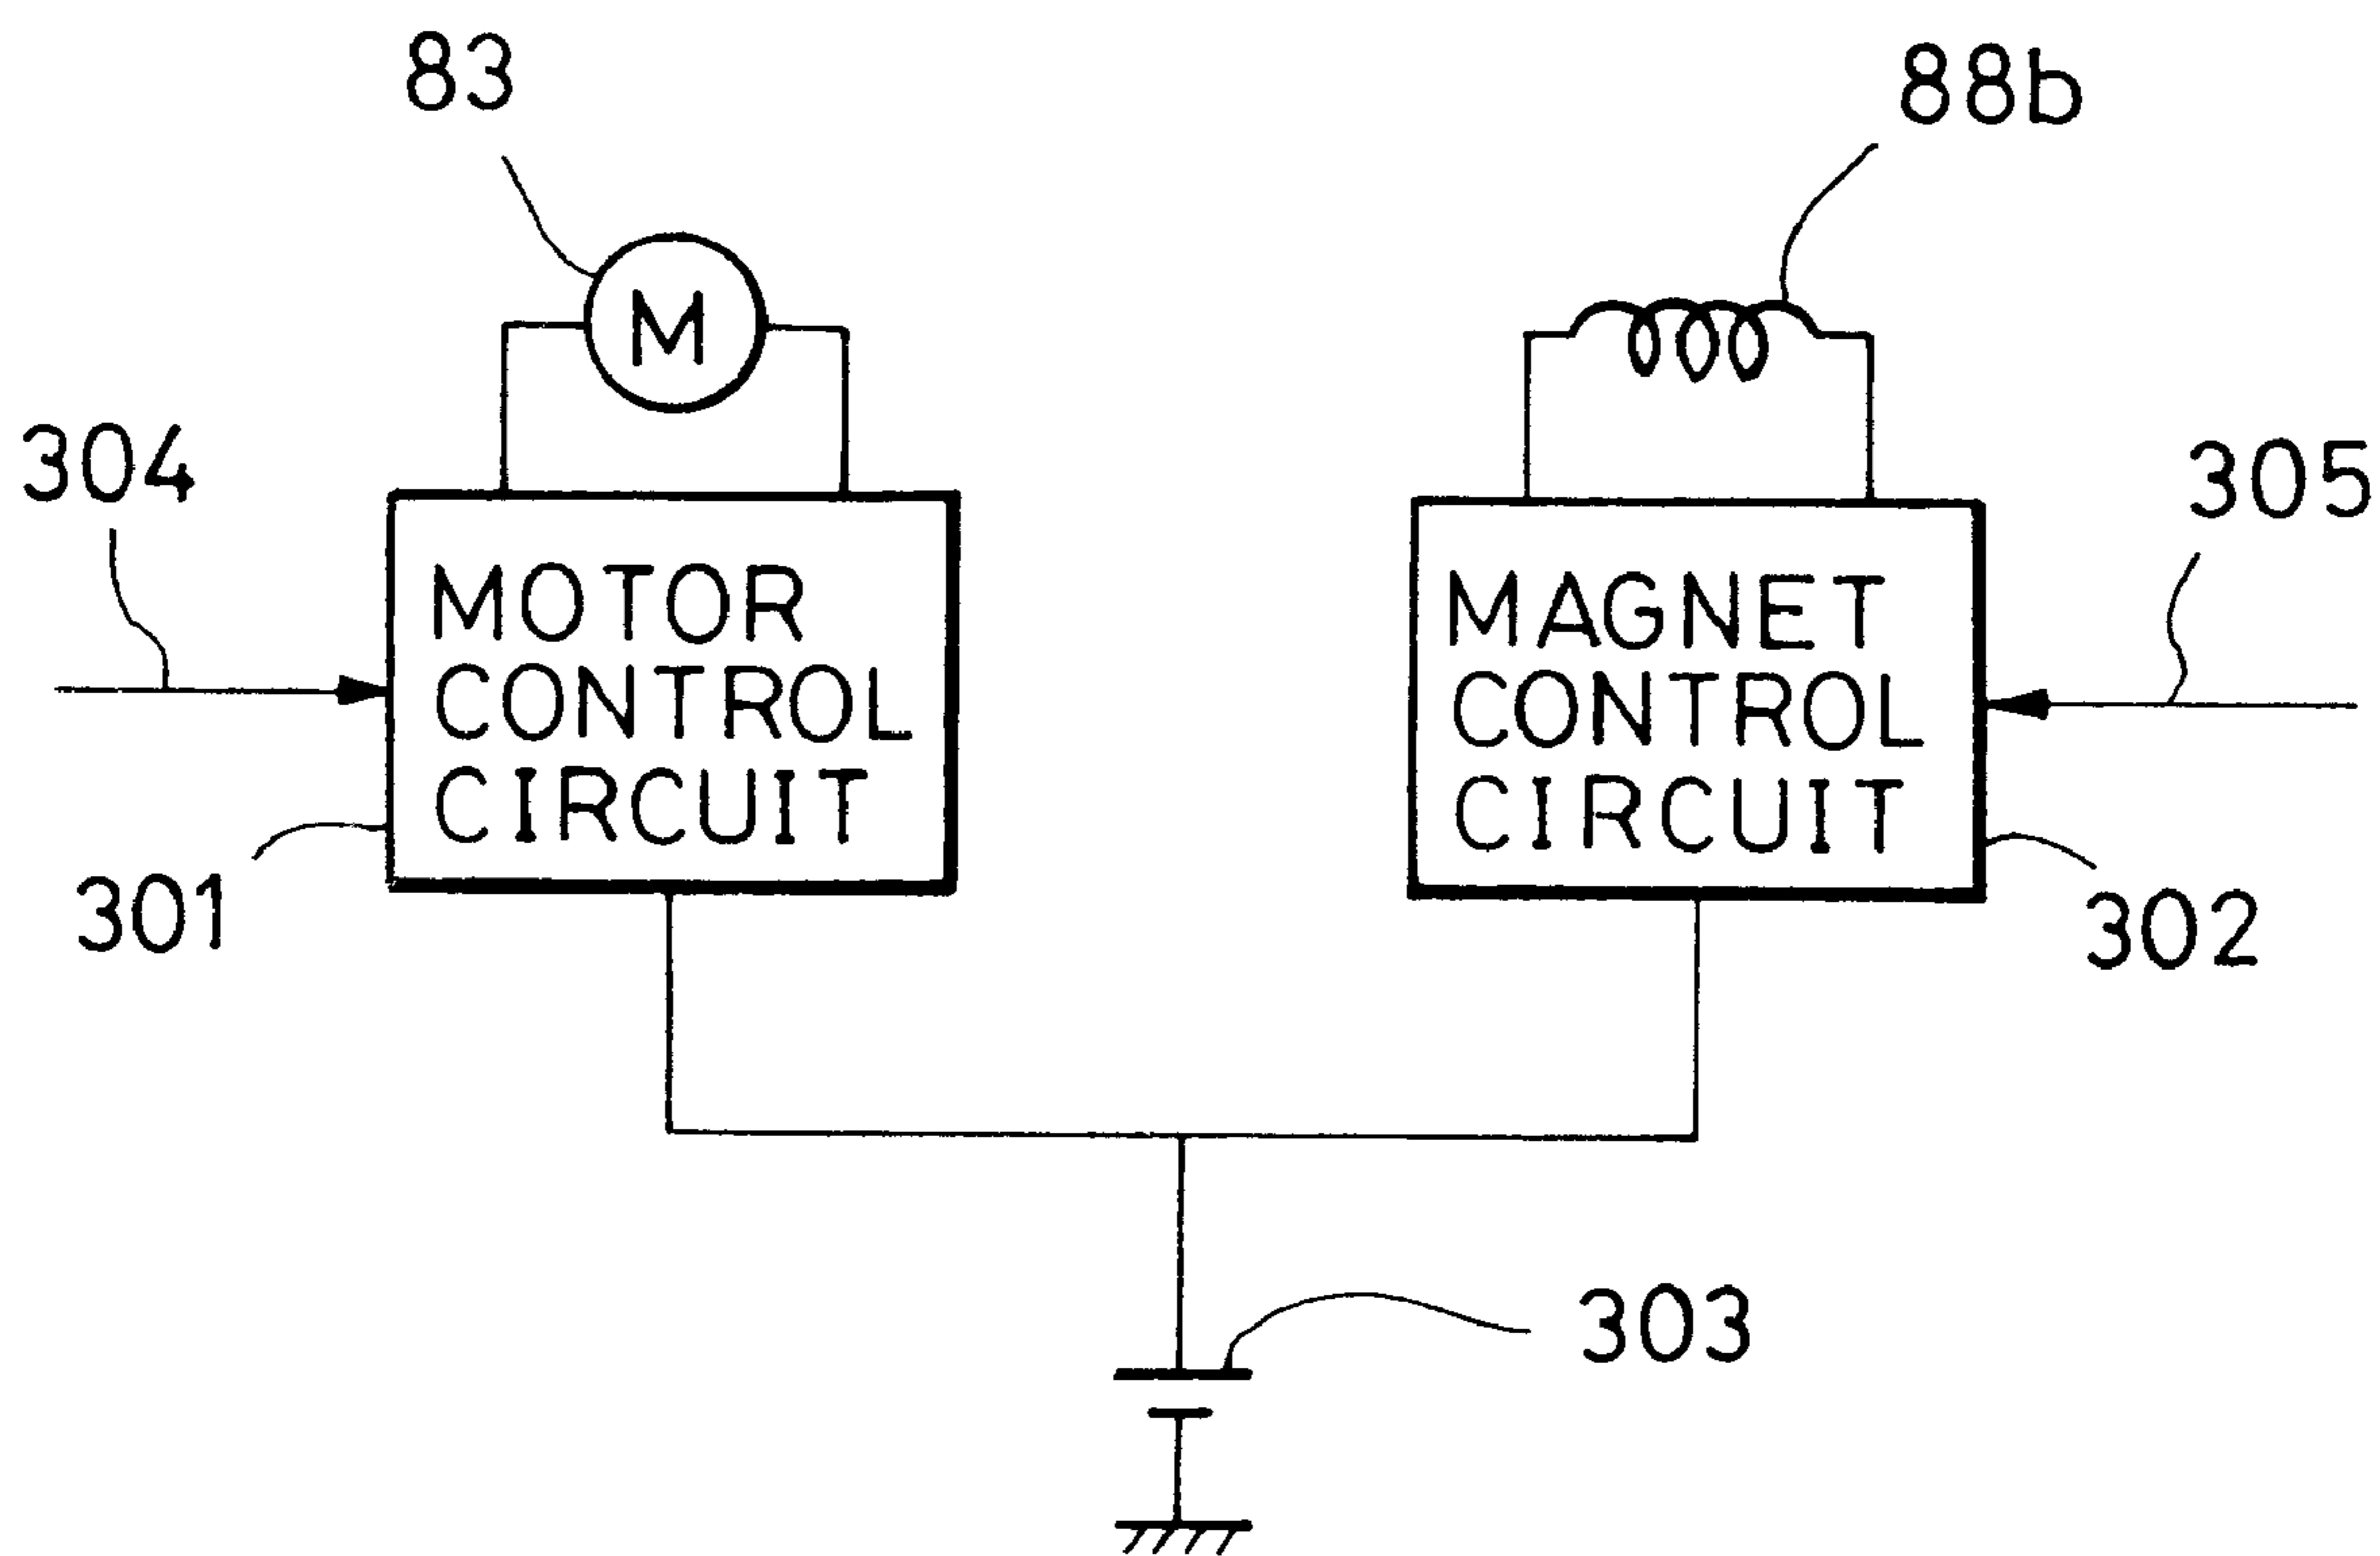 83
88b
M
304
305
MOTOR
CONTROL
CIRCUIT
MAGNET
CONTROL
CIRCUIT
301
302
303